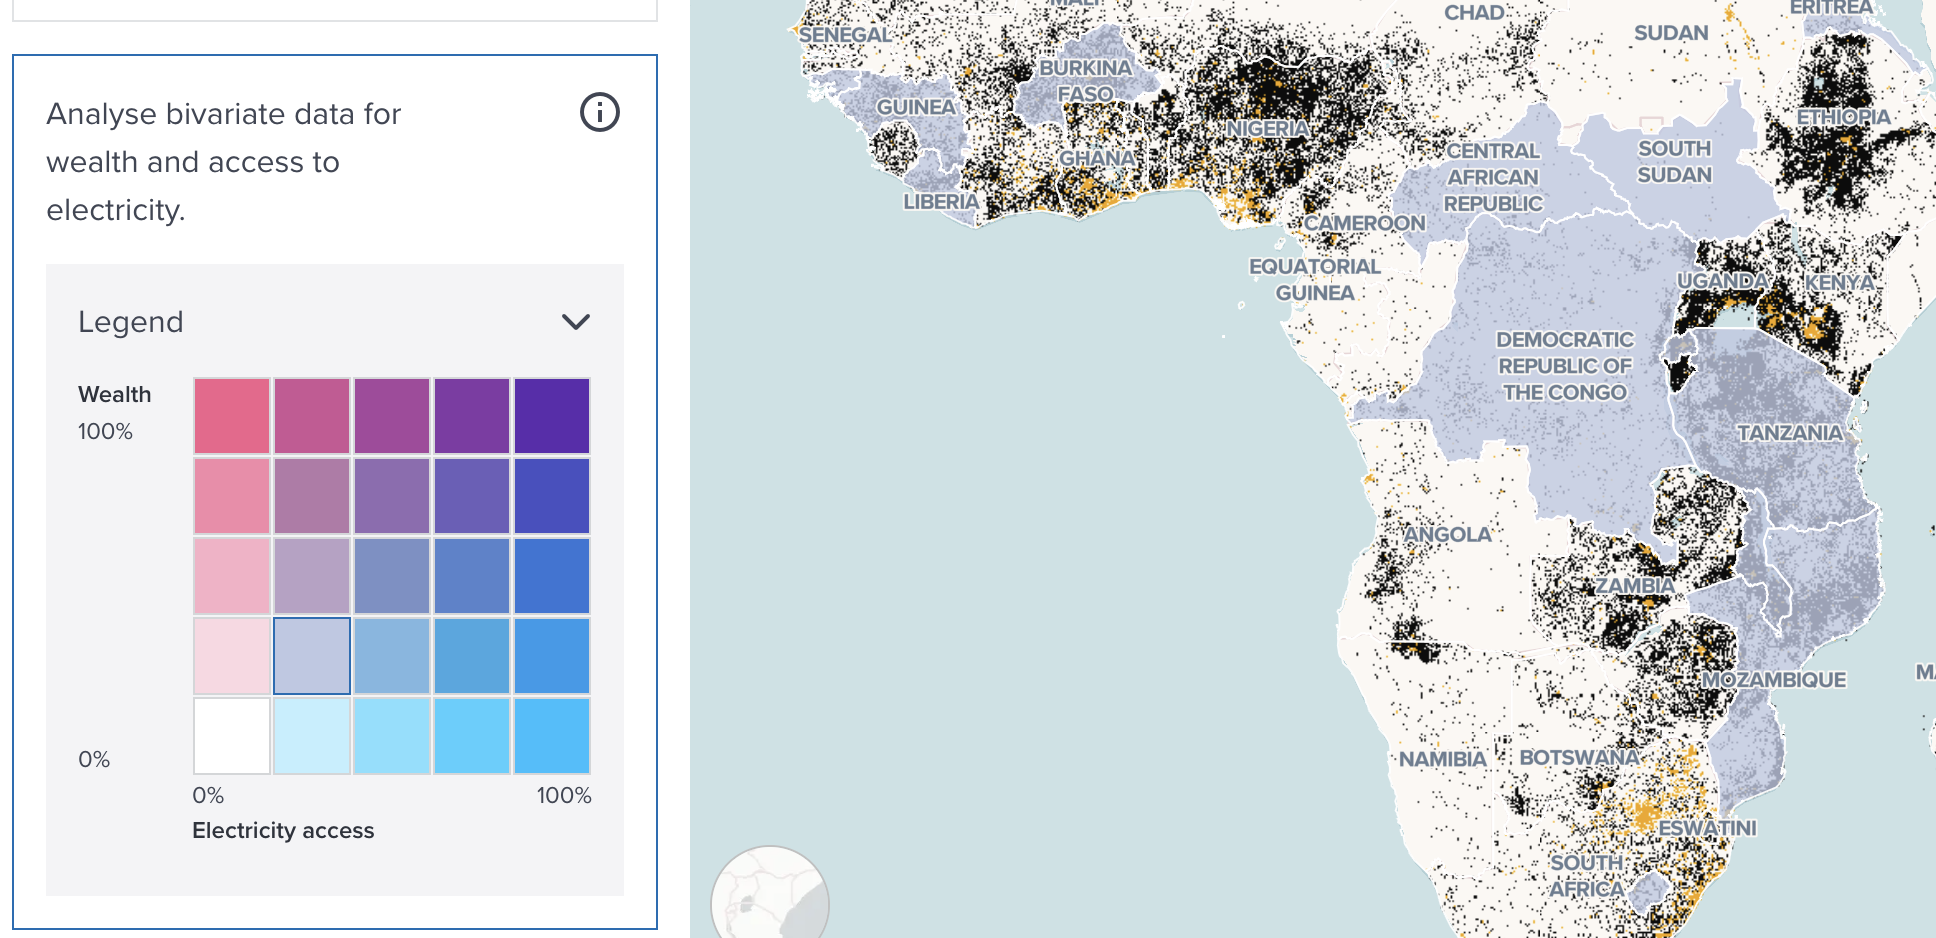 Analyse bivariate data for
wealth and access to
electricity.
Legend
Wealth
100%
0%
0%
100%
Electricity access
MALI
CHAD
ERITREA
SENEGAL
SUDAN
BURKINA
FASO
GUINEA
NIGERIA
ETHIOPIA
GHANA
CENTRAL
AFRICAN
REPUBLIC
SOUTH
SUDAN
LIBERIA
CAMEROON
EQUATORIAL
GUINEA
UGANDA
KENYA
DEMOCRATIC
REPUBLIC OF
THE CONGO
TANZANIA
ANGOLA
ZAMBIA
MOZAMBIQUE
MA
NAMIBIA
BOTSWANA
ESWATINI
SOUTH
AFRICA